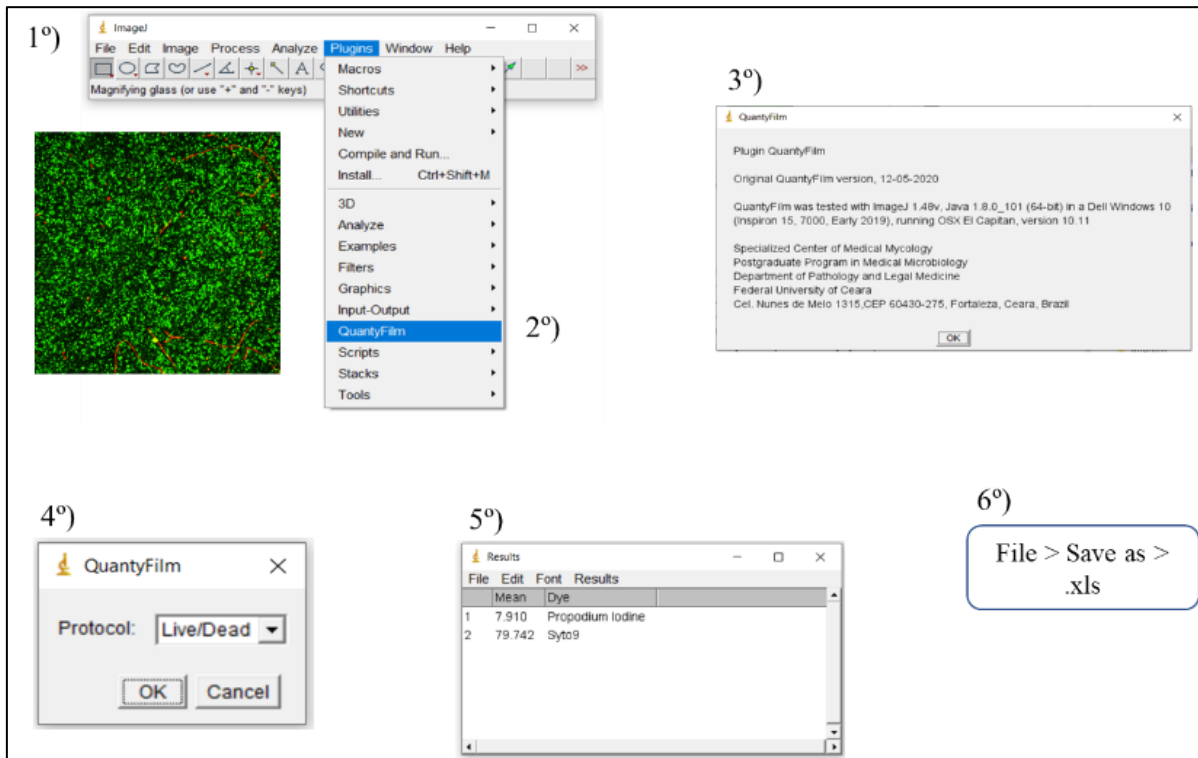 1º)
ImageJ
File Edit Image Process Analyze Plugins Window Help
A
>>
Magnifying glass (or use "+" and "-" keys)
Macros
Shortcuts
Utilities
New
Compile and Run...
Install... Ctrl+Shift+M
3D
Analyze
Examples
Filters
Graphics
Input-Output
QuantyFilm
Scripts
Stacks
Tools
2º)
3º)
QuantyFilm
Plugin QuantyFilm
Original QuantyFilm version, 12-05-2020
QuantyFilm was tested with ImageJ 1.48v, Java 1.8.0_101 (64-bit) in a Dell Windows 10
(Inspiron 15, 7000, Early 2019), running OSX El Capitan, version 10.11
Specialized Center of Medical Mycology
Postgraduate Program in Medical Microbiology
Department of Pathology and Legal Medicine
Federal University of Ceara
Cel. Nunes de Melo 1315,CEP 60430-275, Fortaleza, Ceara, Brazil
OK
4º)
QuantyFilm
Protocol: Live/Dead
OK Cancel
5º)
Results
File Edit Font Results
Mean Dye
1 7.910 Propodium Iodine
2 79.742 Syto9
6º)
File > Save as >
.xls